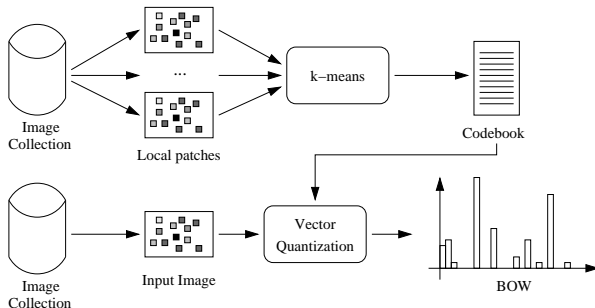 ...
k−means
Image
Collection
Local patches
Codebook
Vector
Quantization
Image
Collection
Input Image
BOW